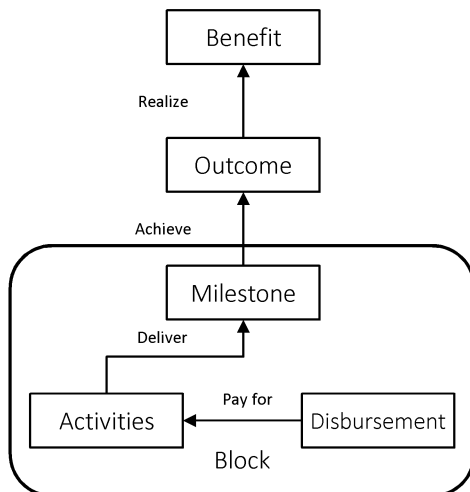 Benefit
Realize
Outcome
Achieve
Milestone
Deliver
Activities
Pay for
Disbursement
Block